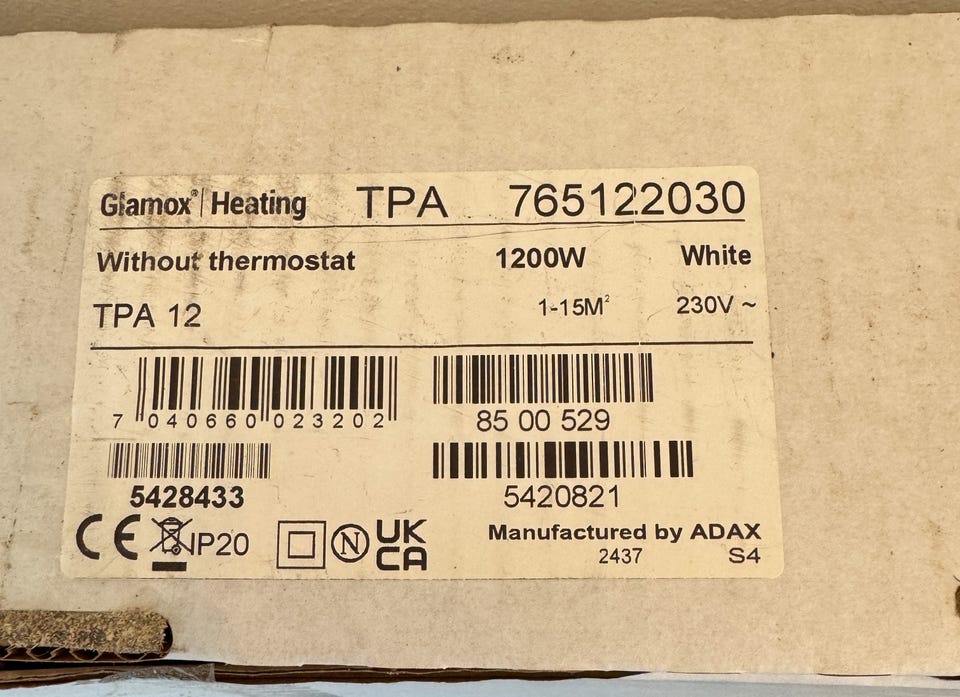 Glamox® | Heating TPA 765122030
Without thermostat 1200W White
TPA 12 1-15M² 230V ~
7 040660 023202 85 00 529
5428433 5420821
CE IP20 N UK CA Manufactured by ADAX
2437 S4